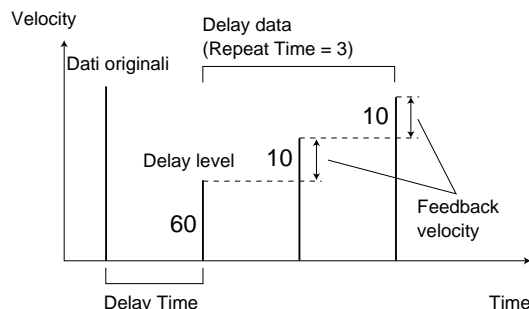 Velocity
Delay data
(Repeat Time = 3)
Dati originali
10
Delay level
10
60
Feedback
velocity
Delay Time
Time